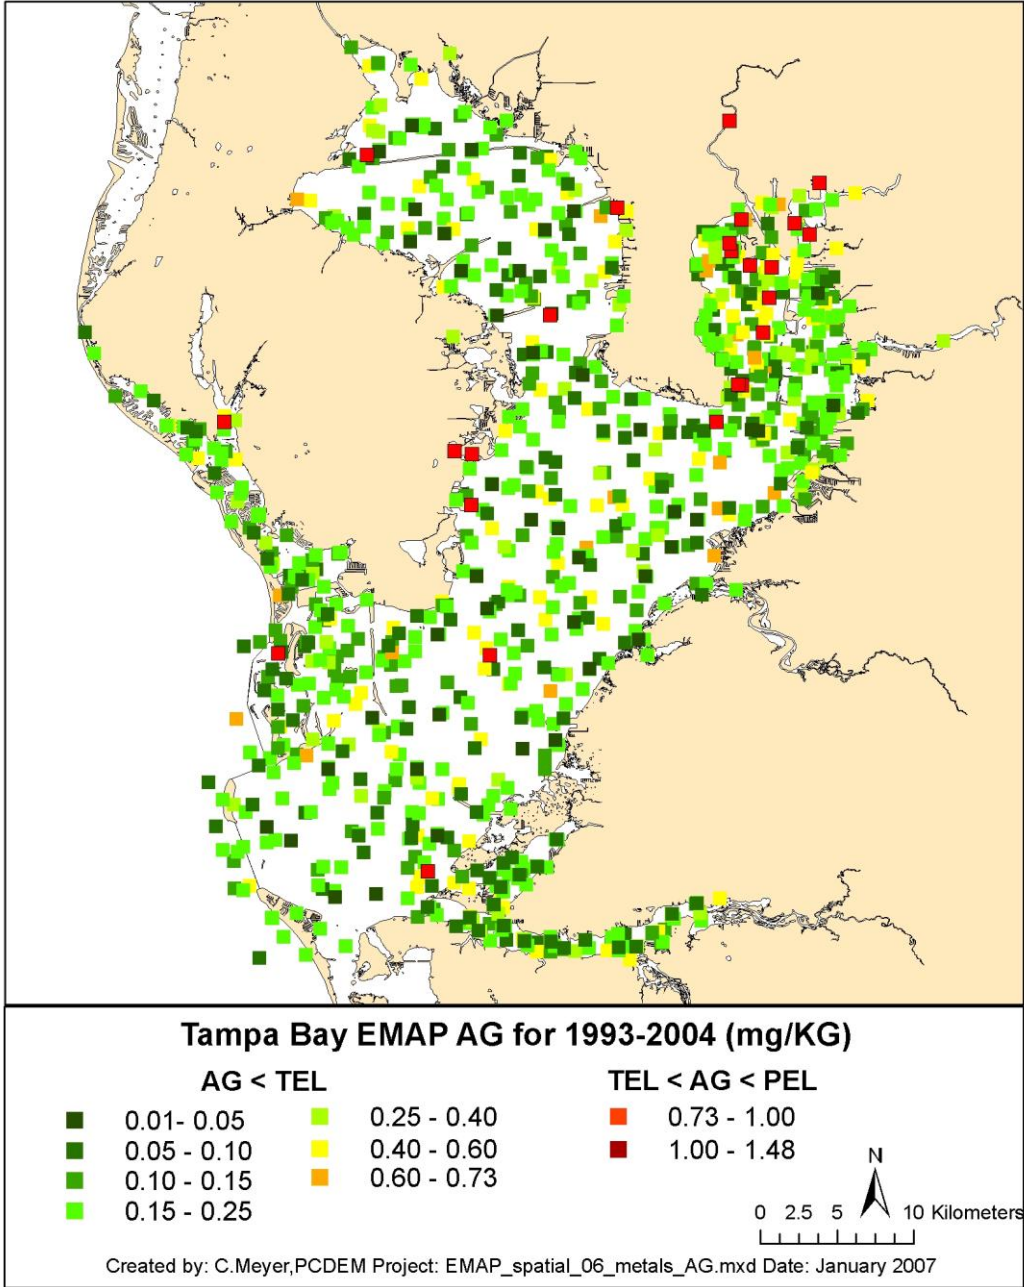 Tampa Bay EMAP AG for 1993-2004 (mg/KG)
AG < TEL
TEL < AG < PEL
0.01- 0.05
0.05 - 0.10
0.10 - 0.15
0.15 - 0.25
0.25 - 0.40
0.40 - 0.60
0.60 - 0.73
0.73 - 1.00
1.00 - 1.48
N
0 2.5 5 10 Kilometers
Created by: C.Meyer,PCDEM Project: EMAP_spatial_06_metals_AG.mxd Date: January 2007